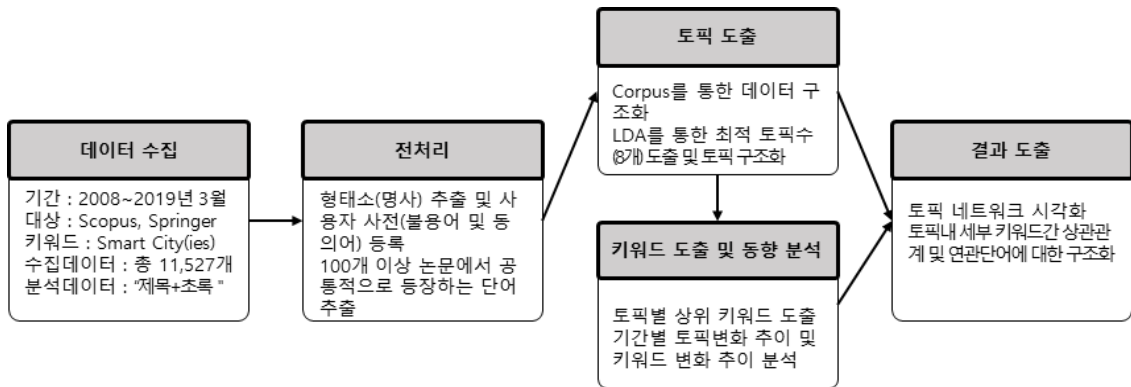 데이터 수집
기간 : 2008~2019년 3월
대상 : Scopus, Springer
키워드 : Smart City(ies)
수집데이터 : 총 11,527개
분석데이터 : “제목+초록 ”
전처리
형태소(명사) 추출 및 사
용자 사전(불용어 및 동
의어) 등록
100개 이상 논문에서 공
통적으로 등장하는 단어
추출
토픽 도출
Corpus를 통한 데이터 구
조화
LDA를 통한 최적 토픽수
(8개) 도출 및 토픽 구조화
키워드 도출 및 동향 분석
토픽별 상위 키워드 도출
기간별 토픽변화 추이 및
키워드 변화 추이 분석
결과 도출
토픽 네트워크 시각화
토픽내 세부 키워드간 상관관
계 및 연관단어에 대한 구조화